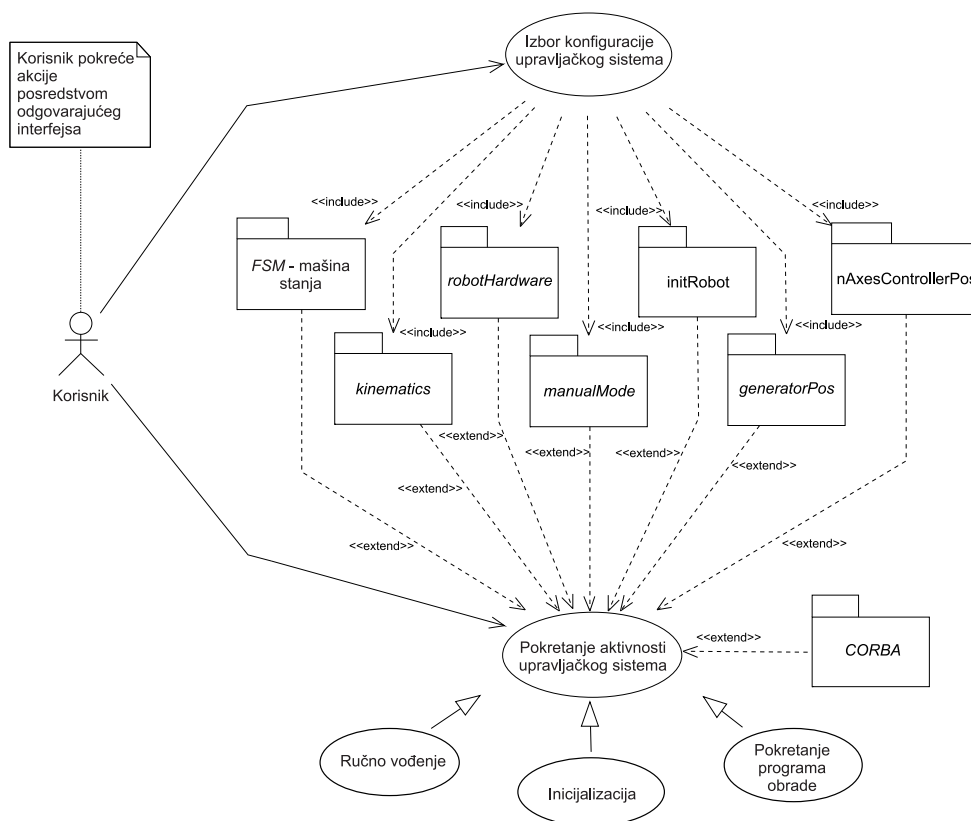 Izbor konfiguracije
upravljačkog sistema
Korisnik pokreće
akcije
posredstvom
odgovarajućeg
interfejsa
<<include>>
<<include>>
<<include>>
<<include>>
FSM - mašina
stanja
robotHardware
initRobot
nAxesControllerPos
<<include>>
<<include>>
<<include>>
Korisnik
kinematics
manualMode
generatorPos
<<extend>>
<<extend>>
<<extend>>
<<extend>>
<<extend>>
<<extend>>
<<extend>>
Pokretanje aktivnosti
upravljačkog sistema
<<extend>>
CORBA
Ručno vođenje
Inicijalizacija
Pokretanje
programa
obrade